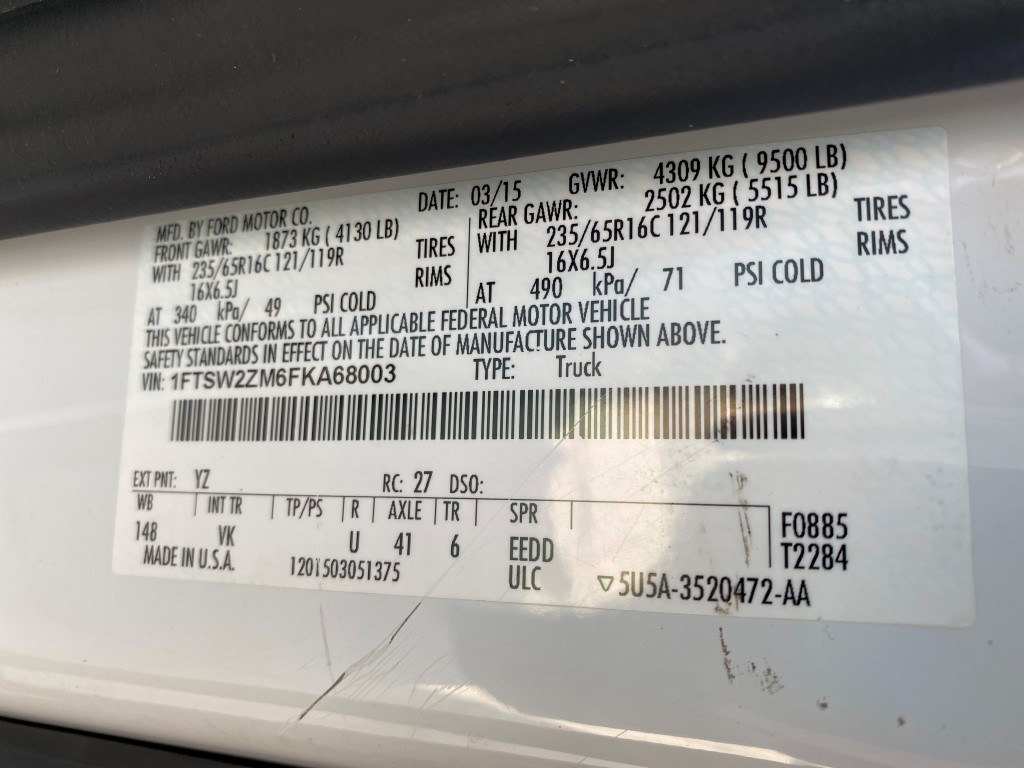 MFD. BY FORD MOTOR CO. DATE: 03/15 GVWR: 4309 KG ( 9500 LB)
FRONT GAWR: 1873 KG ( 4130 LB) REAR GAWR: 2502 KG ( 5515 LB)
WITH 235/65R16C 121/119R TIRES WITH 235/65R16C 121/119R TIRES
16X6.5J RIMS 16X6.5J RIMS
AT 340 kPa/ 49 PSI COLD AT 490 kPa/ 71 PSI COLD
THIS VEHICLE CONFORMS TO ALL APPLICABLE FEDERAL MOTOR VEHICLE
SAFETY STANDARDS IN EFFECT ON THE DATE OF MANUFACTURE SHOWN ABOVE.
VIN: 1FTSW2ZM6FKA68003 TYPE: Truck
EXT PNT: YZ RC: 27 DSO:
WB INT TR TP/PS R AXLE TR SPR F0885
148 VK U 41 6 EEDD T2284
MADE IN U.S.A. 1201503051375 ULC ▽5U5A-3520472-AA